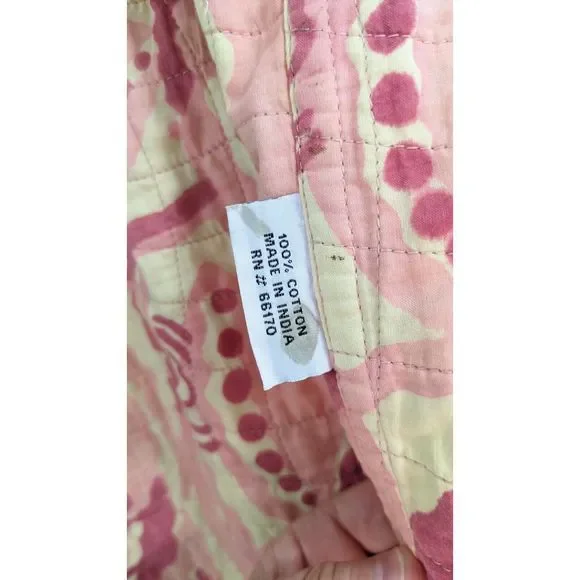 100% COTTON
MADE IN INDIA
RN # 66170